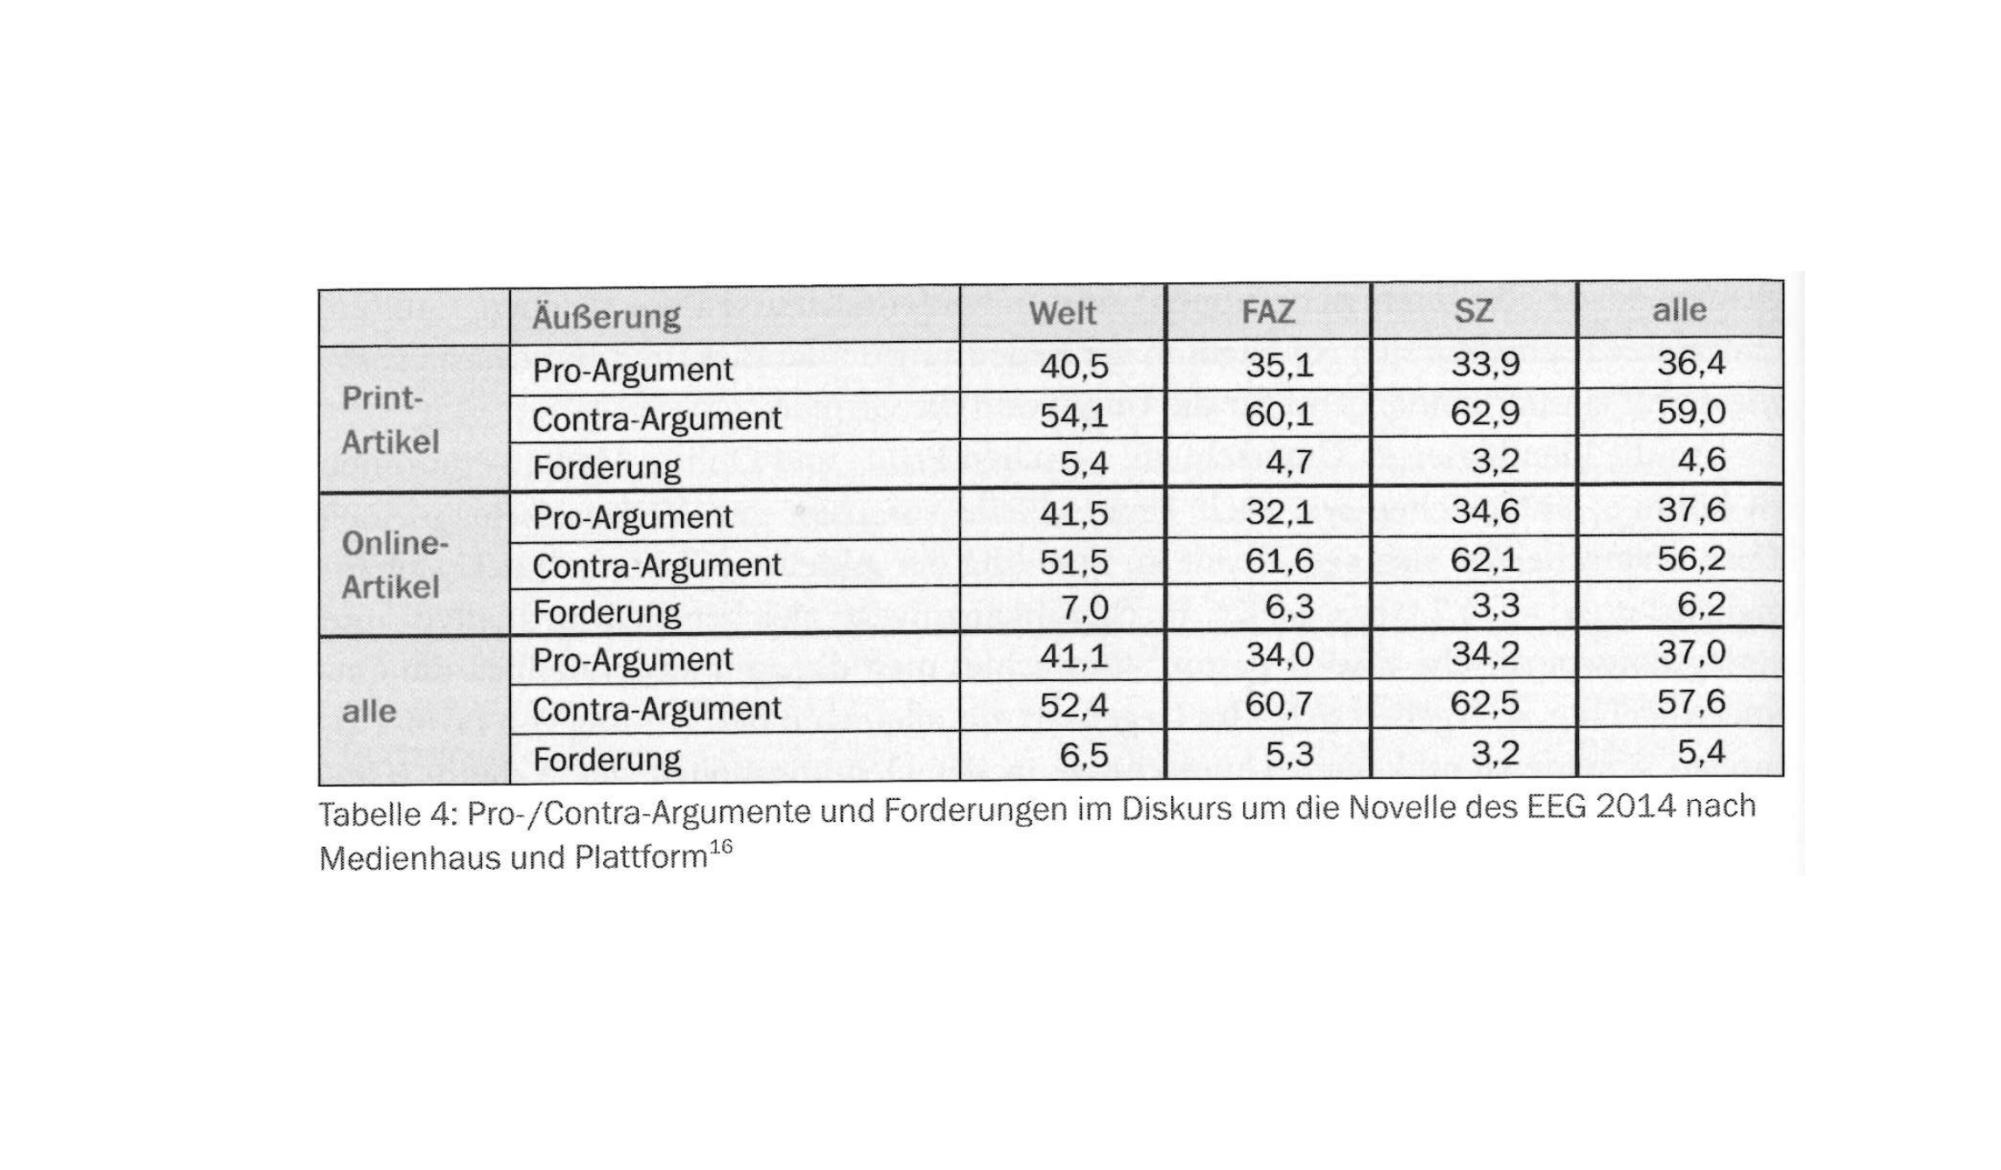 Äußerung Welt FAZ SZ alle
Print-Artikel Pro-Argument 40,5 35,1 33,9 36,4
Contra-Argument 54,1 60,1 62,9 59,0
Forderung 5,4 4,7 3,2 4,6
Online-Artikel Pro-Argument 41,5 32,1 34,6 37,6
Contra-Argument 51,5 61,6 62,1 56,2
Forderung 7,0 6,3 3,3 6,2
alle Pro-Argument 41,1 34,0 34,2 37,0
Contra-Argument 52,4 60,7 62,5 57,6
Forderung 6,5 5,3 3,2 5,4
Tabelle 4: Pro-/Contra-Argumente und Forderungen im Diskurs um die Novelle des EEG 2014 nach
Medienhaus und Plattform¹⁶